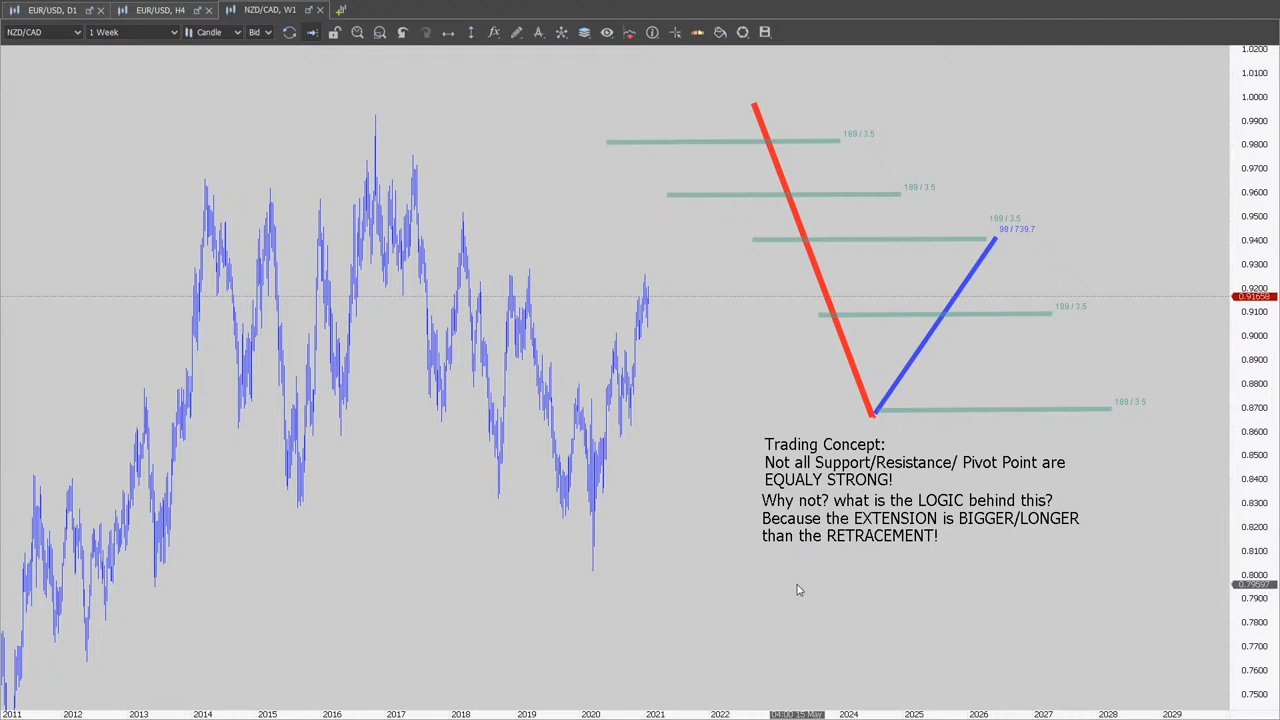 EUR/USD, D1 EUR/USD, H4 NZD/CAD, W1
NZD/CAD 1 Week Candle Bid
1.0200
1.0100
1.0000
0.9900
189 / 3.5
0.9800
0.9700
189 / 3.5
0.9600
189 / 3.5
0.9500
98 / 739.7
0.9400
0.9300
0.9200
0.91658
189 / 3.5
0.9100
0.9000
0.8900
0.8800
189 / 3.5
0.8700
0.8600
Trading Concept:
Not all Support/Resistance/ Pivot Point are
EQUALY STRONG!
Why not? what is the LOGIC behind this?
Because the EXTENSION is BIGGER/LONGER
than the RETRACEMENT!
0.8500
0.8400
0.8300
0.8200
0.8100
0.8000
0.79597
0.7900
0.7800
0.7700
0.7600
0.7500
2011 2012 2013 2014 2015 2016 2017 2018 2019 2020 2021 2022 04:00 15 May 2024 2025 2026 2027 2028 2029